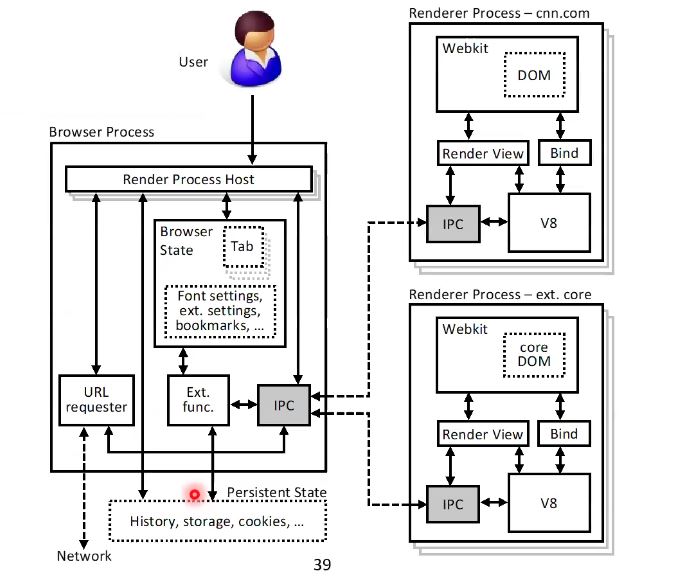 User
Browser Process
Render Process Host
Browser
State
Tab
Font settings,
ext. settings,
bookmarks, ...
URL
requester
Ext.
func.
IPC
Persistent State
History, storage, cookies, ...
Network
39
Renderer Process – cnn.com
Webkit
DOM
Render View
Bind
IPC
V8
Renderer Process – ext. core
Webkit
core
DOM
Render View
Bind
IPC
V8